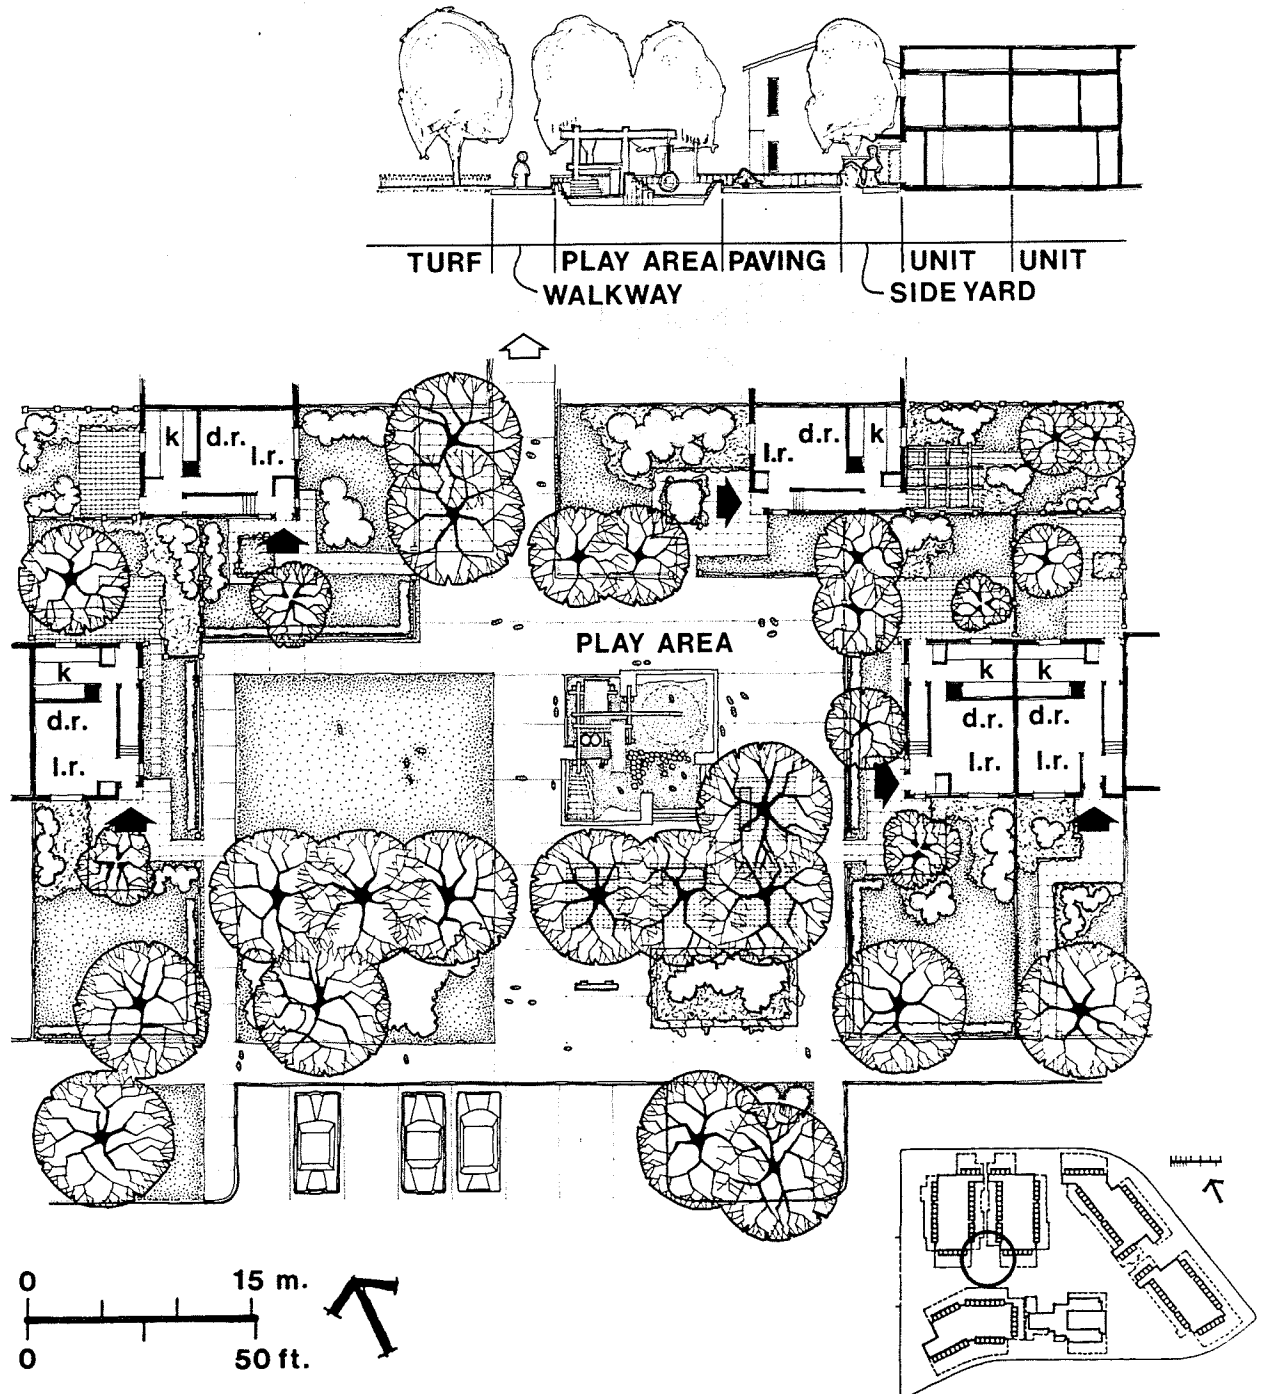 TURF PLAY AREA PAVING UNIT UNIT
WALKWAY SIDE YARD
k d.r. l.r.
d.r. k
l.r.
PLAY AREA
k
d.r.
l.r.
k k
d.r. d.r.
l.r. l.r.
0 15 m.
0 50 ft.